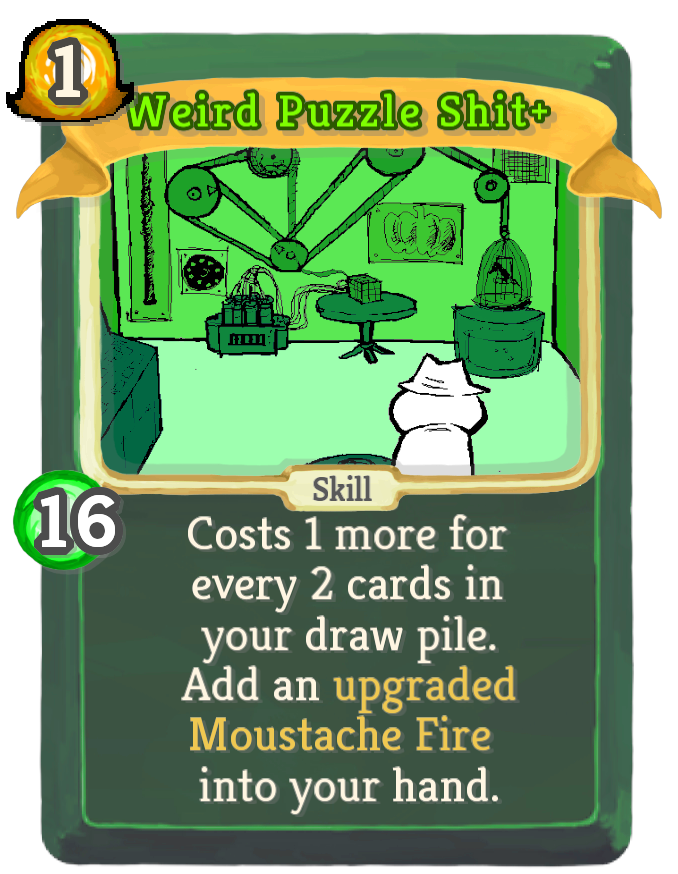 1
Weird Puzzle Shit+
Skill
16
Costs 1 more for
every 2 cards in
your draw pile.
Add an upgraded
Moustache Fire
into your hand.